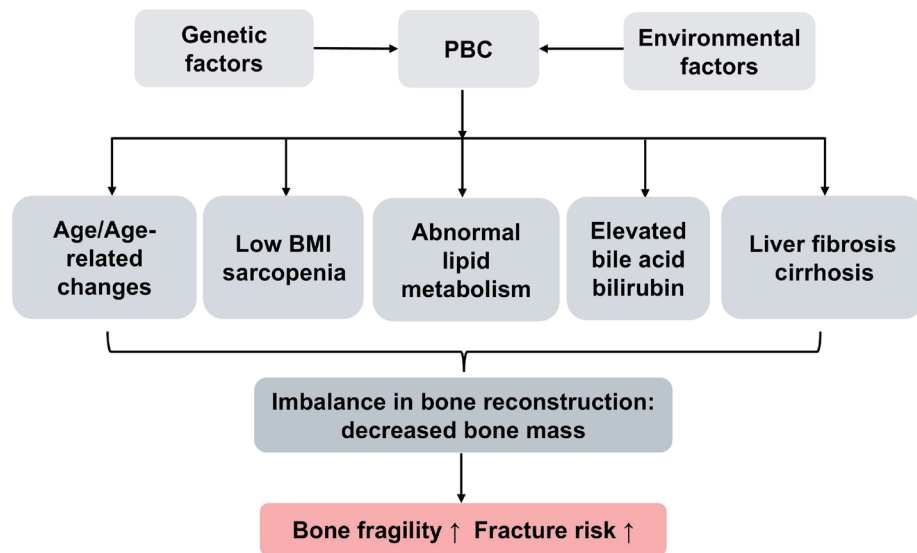 Genetic
factors
PBC
Environmental
factors
Age/Age-
related
changes
Low BMI
sarcopenia
Abnormal
lipid
metabolism
Elevated
bile acid
bilirubin
Liver fibrosis
cirrhosis
Imbalance in bone reconstruction:
decreased bone mass
Bone fragility ↑ Fracture risk ↑